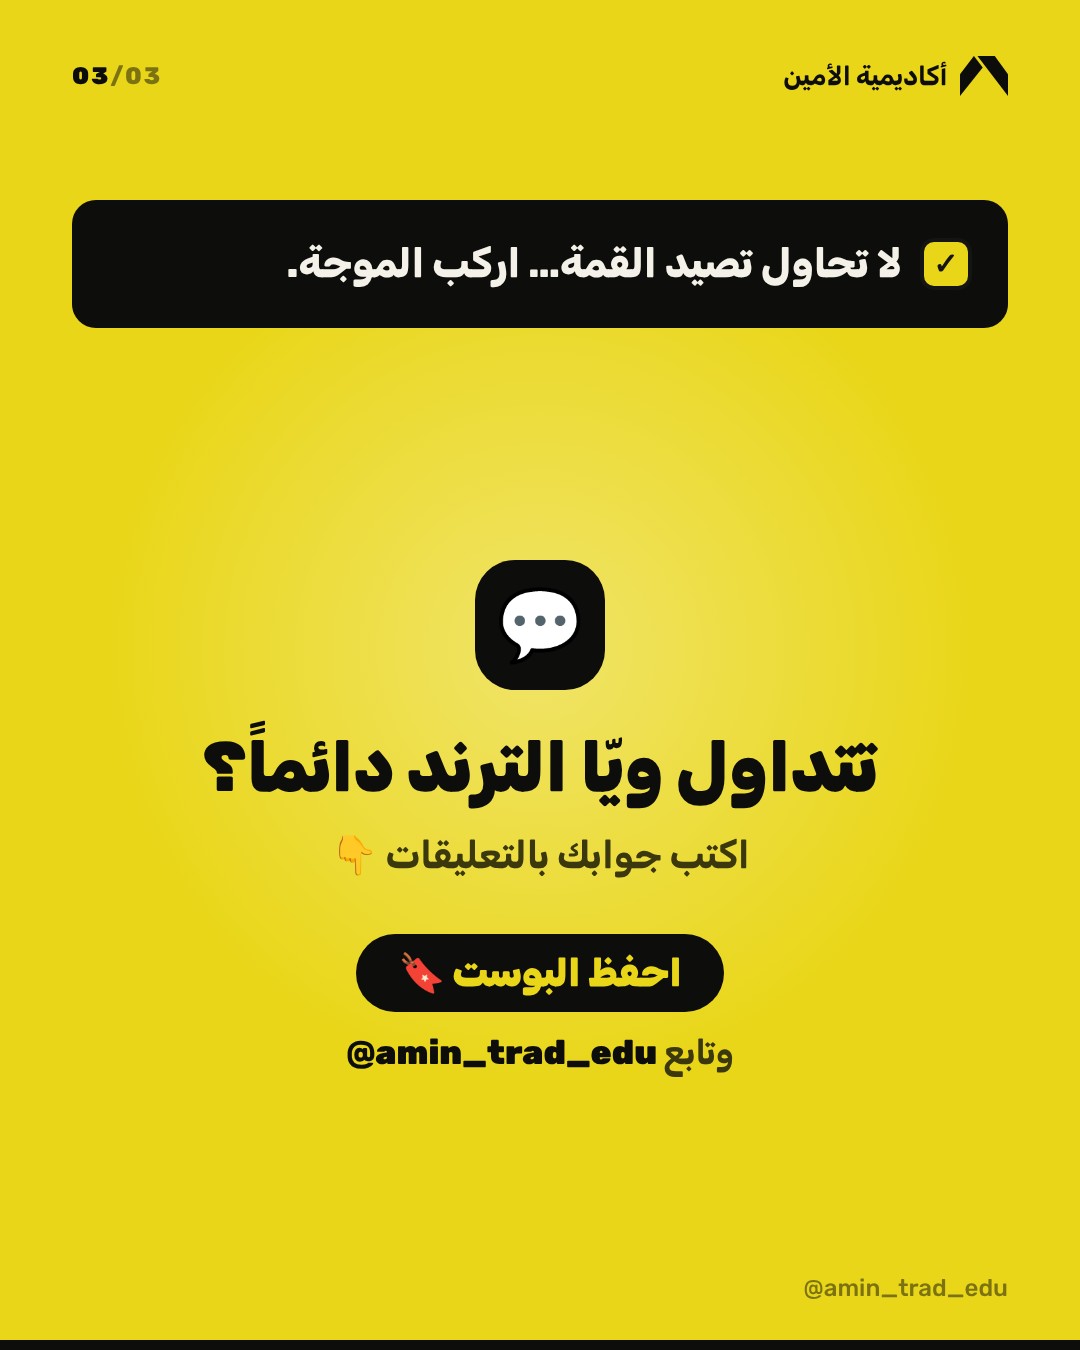 أكاديمية الأمين
03/03
✓ لا تحاول تصيد القمة... اركب الموجة.
تتداول ويّا الترند دائماً؟
اكتب جوابك بالتعليقات 👇
احفظ البوست 🔖
وتابع @amin_trad_edu
@amin_trad_edu